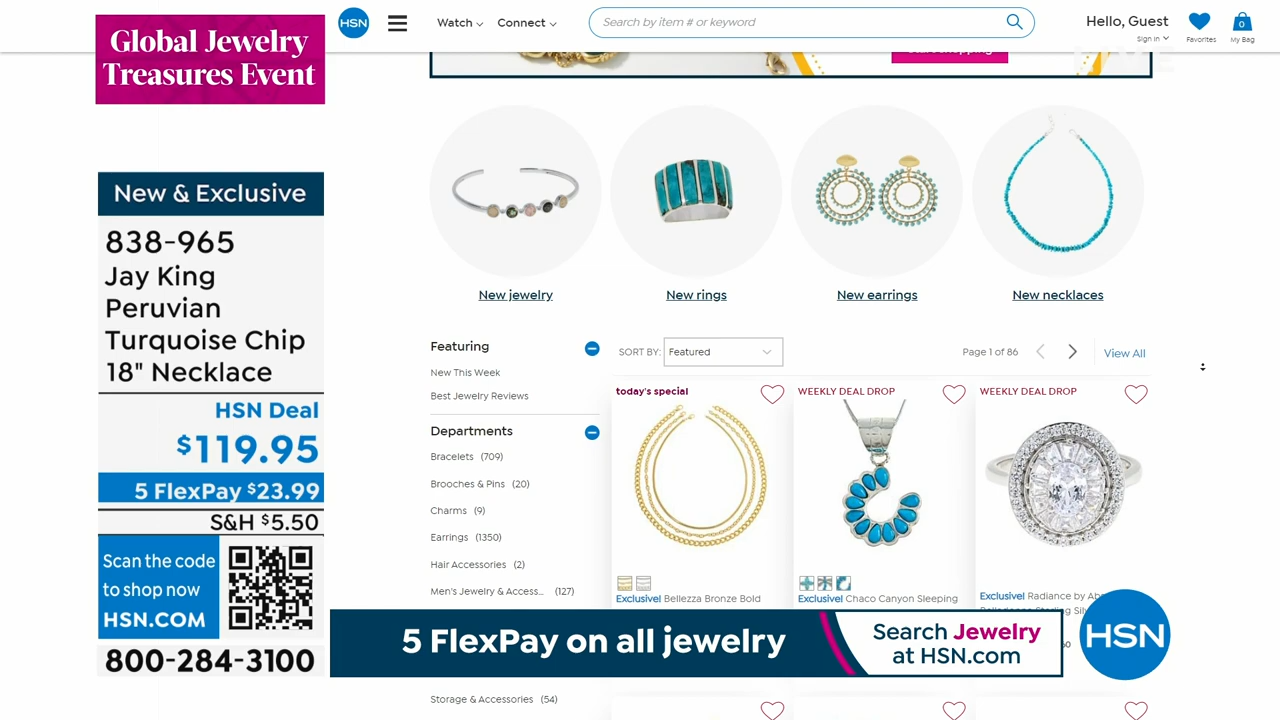 Global Jewelry
Treasures Event
HSN
Watch
Connect
Search by item # or keyword
Hello, Guest
Sign in
Favorites
0
My Bag
New & Exclusive
838-965
Jay King
Peruvian
Turquoise Chip
18" Necklace
HSN Deal
$119.95
5 FlexPay $23.99
S&H $5.50
Scan the code
to shop now
HSN.COM
800-284-3100
New jewelry
New rings
New earrings
New necklaces
Featuring
New This Week
Best Jewelry Reviews
Departments
Bracelets (709)
Brooches & Pins (20)
Charms (9)
Earrings (1350)
Hair Accessories (2)
Men's Jewelry & Access... (127)
Storage & Accessories (54)
SORT BY: Featured
Page 1 of 86
View All
today's special
WEEKLY DEAL DROP
WEEKLY DEAL DROP
Exclusive! Bellezza Bronze Bold
Exclusive! Chaco Canyon Sleeping
Exclusive! Radiance by
5 FlexPay on all jewelry
Search Jewelry
at HSN.com
HSN